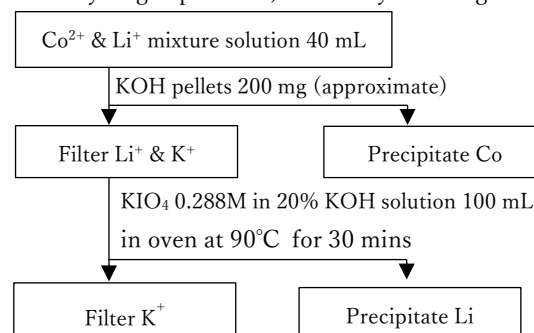 Co²⁺ & Li⁺ mixture solution 40 mL
KOH pellets 200 mg (approximate)
Filter Li⁺ & K⁺
Precipitate Co
KIO₄ 0.288M in 20% KOH solution 100 mL
in oven at 90°C for 30 mins
Filter K⁺
Precipitate Li